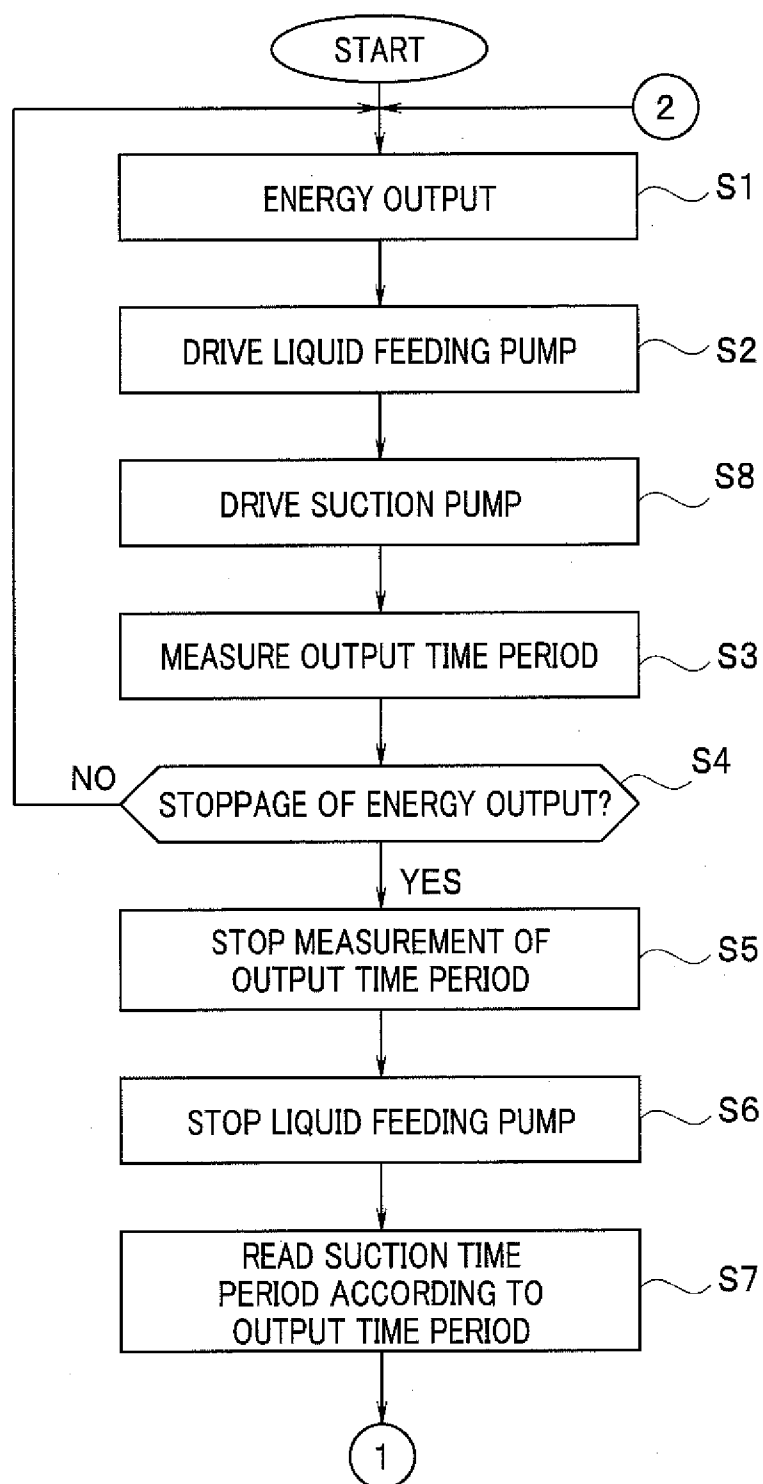 START
2
ENERGY OUTPUT
S1
DRIVE LIQUID FEEDING PUMP
S2
DRIVE SUCTION PUMP
S8
MEASURE OUTPUT TIME PERIOD
S3
NO
STOPPAGE OF ENERGY OUTPUT?
S4
YES
STOP MEASUREMENT OF
OUTPUT TIME PERIOD
S5
STOP LIQUID FEEDING PUMP
S6
READ SUCTION TIME
PERIOD ACCORDING TO
OUTPUT TIME PERIOD
S7
1